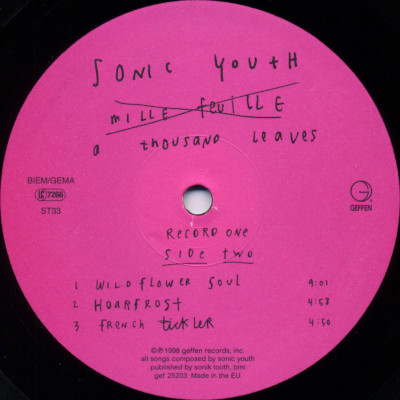 SONIC YOUTH
mILLE feuILLE
a thousand leaves
BIEM/GEMA
LC 7266
ST33
G
GEFFEN
RECORD ONE
SIDE TWO
1 WILDFLOWER SOUL 9:01
2 HOARFROST 4:58
3 FRENCH tickLER 4:50
©℗1998 geffen records, inc.
all songs composed by sonic youth
published by sonik tooth, bmi
gef 25203 Made in the EU.